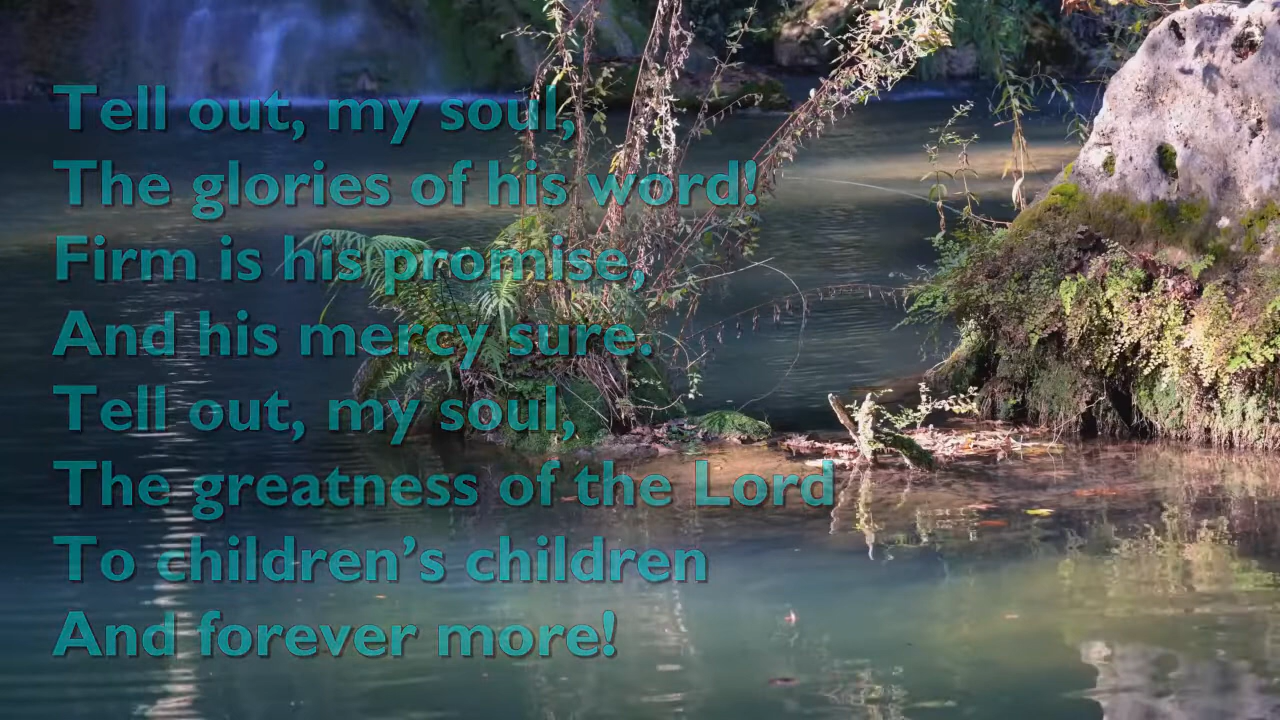 Tell out, my soul,
The glories of his word!
Firm is his promise,
And his mercy sure.
Tell out, my soul,
The greatness of the Lord
To children’s children
And forever more!